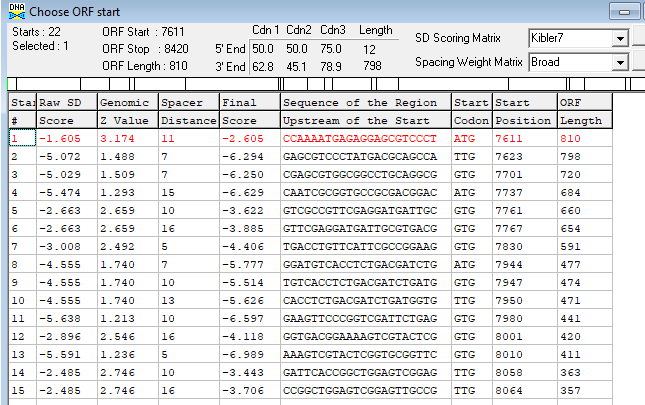 DNA Choose ORF start
Starts : 22 ORF Start : 7611 Cdn 1 Cdn2 Cdn3 Length SD Scoring Matrix Kibler7
Selected : 1 ORF Stop : 8420 5' End 50.0 50.0 75.0 12
ORF Length : 810 3' End 62.8 45.1 78.9 798 Spacing Weight Matrix Broad
Star Raw SD Genomic Spacer Final Sequence of the Region Start Start ORF
# Score Z Value Distance Score Upstream of the Start Codon Position Length
1 -1.605 3.174 11 -2.605 CCAAAATGAGAGGAGCGTCCCT ATG 7611 810
2 -5.072 1.488 7 -6.294 GAGCGTCCCTATGACGCAGCCA TTG 7623 798
3 -5.029 1.509 7 -6.250 CGAGCGTGGCGGCCTGCAGGCG GTG 7701 720
4 -5.474 1.293 15 -6.629 CAATCGCGGTGCCGCGACGGAC ATG 7737 684
5 -2.663 2.659 10 -3.622 GTCGCCGTTCGAGGATGATTGC GTG 7761 660
6 -2.663 2.659 16 -3.885 GTTCGAGGATGATTGCGTGACG GTG 7767 654
7 -3.008 2.492 5 -4.406 TGACCTGTTCATTCGCCGGAAG GTG 7830 591
8 -4.555 1.740 7 -5.777 GGATGTCACCTCTGACGATCTG ATG 7944 477
9 -4.555 1.740 10 -5.514 TGTCACCTCTGACGATCTGATG GTG 7947 474
10 -4.555 1.740 13 -5.626 CACCTCTGACGATCTGATGGTG TTG 7950 471
11 -5.638 1.213 10 -6.597 GAAGTTCCCGGTGTTCGAGTTG GTG 7980 441
12 -2.896 2.546 16 -4.118 GGTGACGGAAAAGTCGTACTCG GTG 8001 420
13 -5.591 1.236 5 -6.989 AAAGTCGTACTCGGTGCGGTTC GTG 8010 411
14 -2.485 2.746 10 -3.443 GATTCACCGGCTGGAGTCGGAG TTG 8058 363
15 -2.485 2.746 16 -3.706 CCGGCTGGAGTCGGAGTTGCCG TTG 8064 357